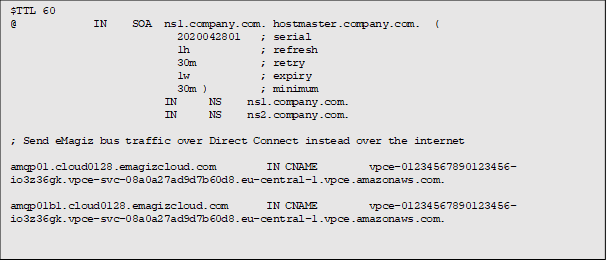 $TTL 60
@ IN SOA ns1.company.com. hostmaster.company.com. (
2020042801 ; serial
1h ; refresh
30m ; retry
1w ; expiry
30m ) ; minimum
IN NS ns1.company.com.
IN NS ns2.company.com.
; Send eMagiz bus traffic over Direct Connect instead over the internet
amqp01.cloud0128.emagizcloud.com IN CNAME vpce-01234567890123456-
io3z36gk.vpce-svc-08a0a27ad9d7b60d8.eu-central-1.vpce.amazonaws.com.
amqp01b1.cloud0128.emagizcloud.com IN CNAME vpce-01234567890123456-
io3z36gk.vpce-svc-08a0a27ad9d7b60d8.eu-central-1.vpce.amazonaws.com.